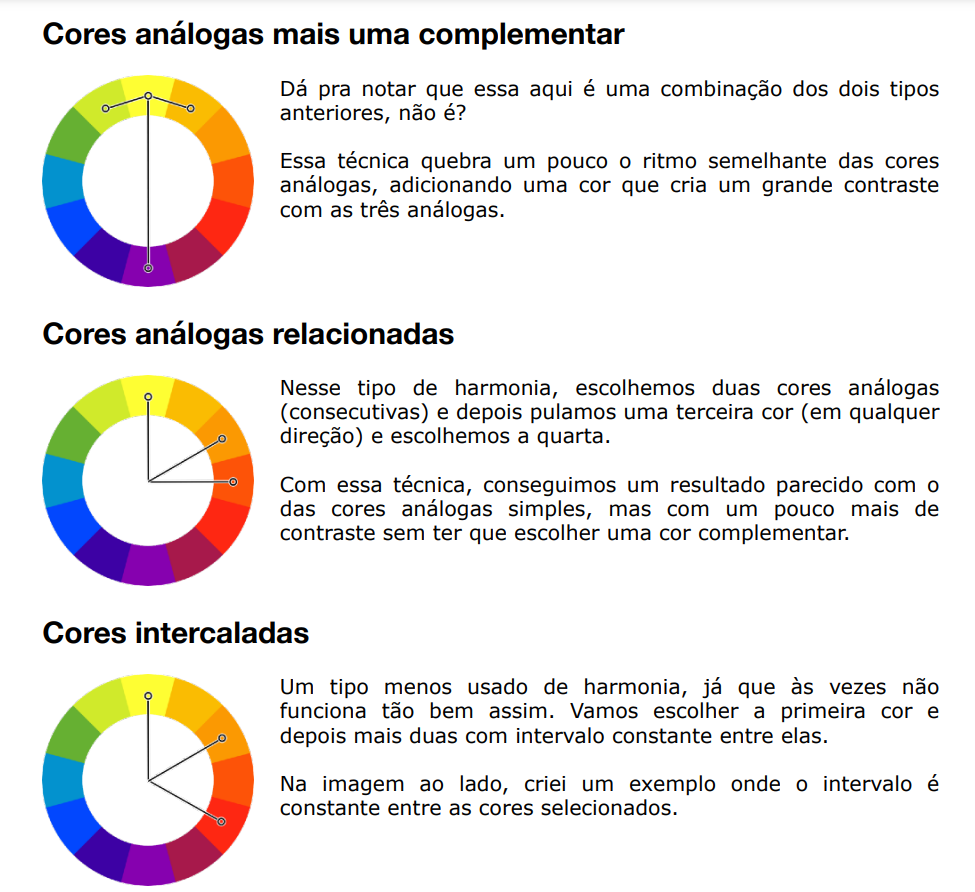 Cores análogas mais uma complementar
Dá pra notar que essa aqui é uma combinação dos dois tipos
anteriores, não é?
Essa técnica quebra um pouco o ritmo semelhante das cores
análogas, adicionando uma cor que cria um grande contraste
com as três análogas.
Cores análogas relacionadas
Nesse tipo de harmonia, escolhemos duas cores análogas
(consecutivas) e depois pulamos uma terceira cor (em qualquer
direção) e escolhemos a quarta.
Com essa técnica, conseguimos um resultado parecido com o
das cores análogas simples, mas com um pouco mais de
contraste sem ter que escolher uma cor complementar.
Cores intercaladas
Um tipo menos usado de harmonia, já que às vezes não
funciona tão bem assim. Vamos escolher a primeira cor e
depois mais duas com intervalo constante entre elas.
Na imagem ao lado, criei um exemplo onde o intervalo é
constante entre as cores selecionados.